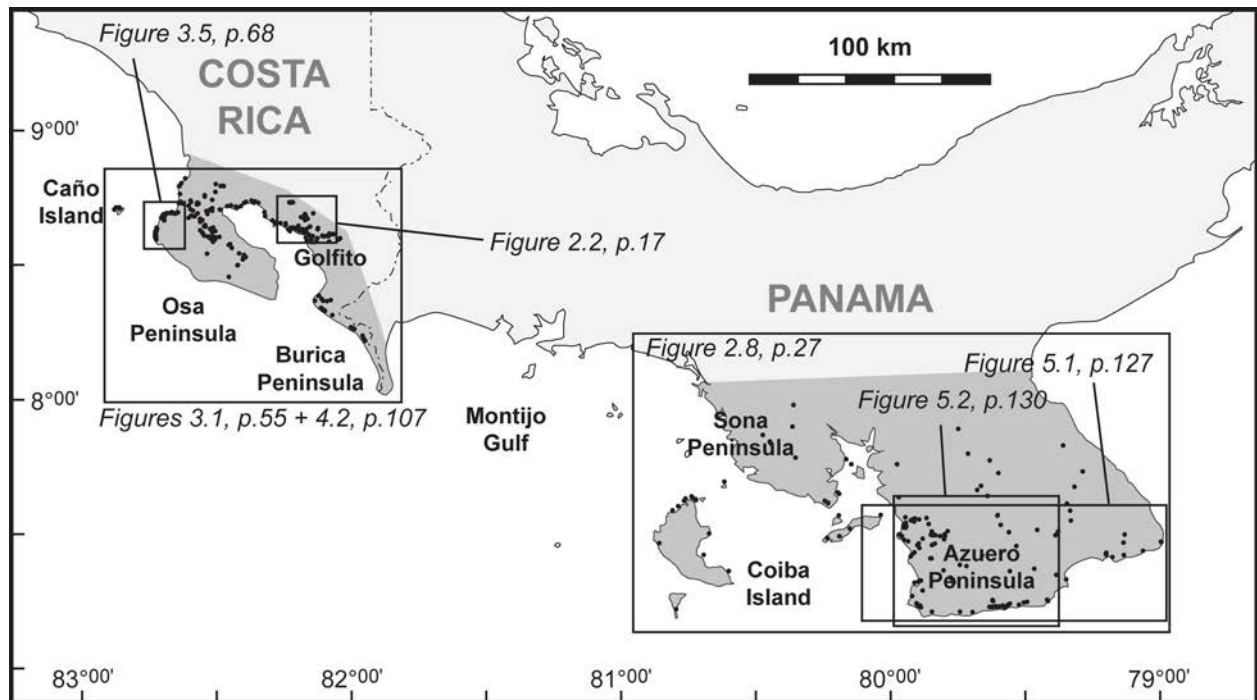 Figure 3.5, p.68
COSTA
RICA
100 km
9°00'
Caño
Island
Figure 2.2, p.17
Golfito
PANAMA
Osa
Peninsula
Burica
Peninsula
Figure 2.8, p.27
Figure 5.1, p.127
8°00'
Figures 3.1, p.55 + 4.2, p.107
Figure 5.2, p.130
Montijo
Gulf
Sona
Peninsula
Azuero
Peninsula
Coiba
Island
83°00'
82°00'
81°00'
80°00'
79°00'